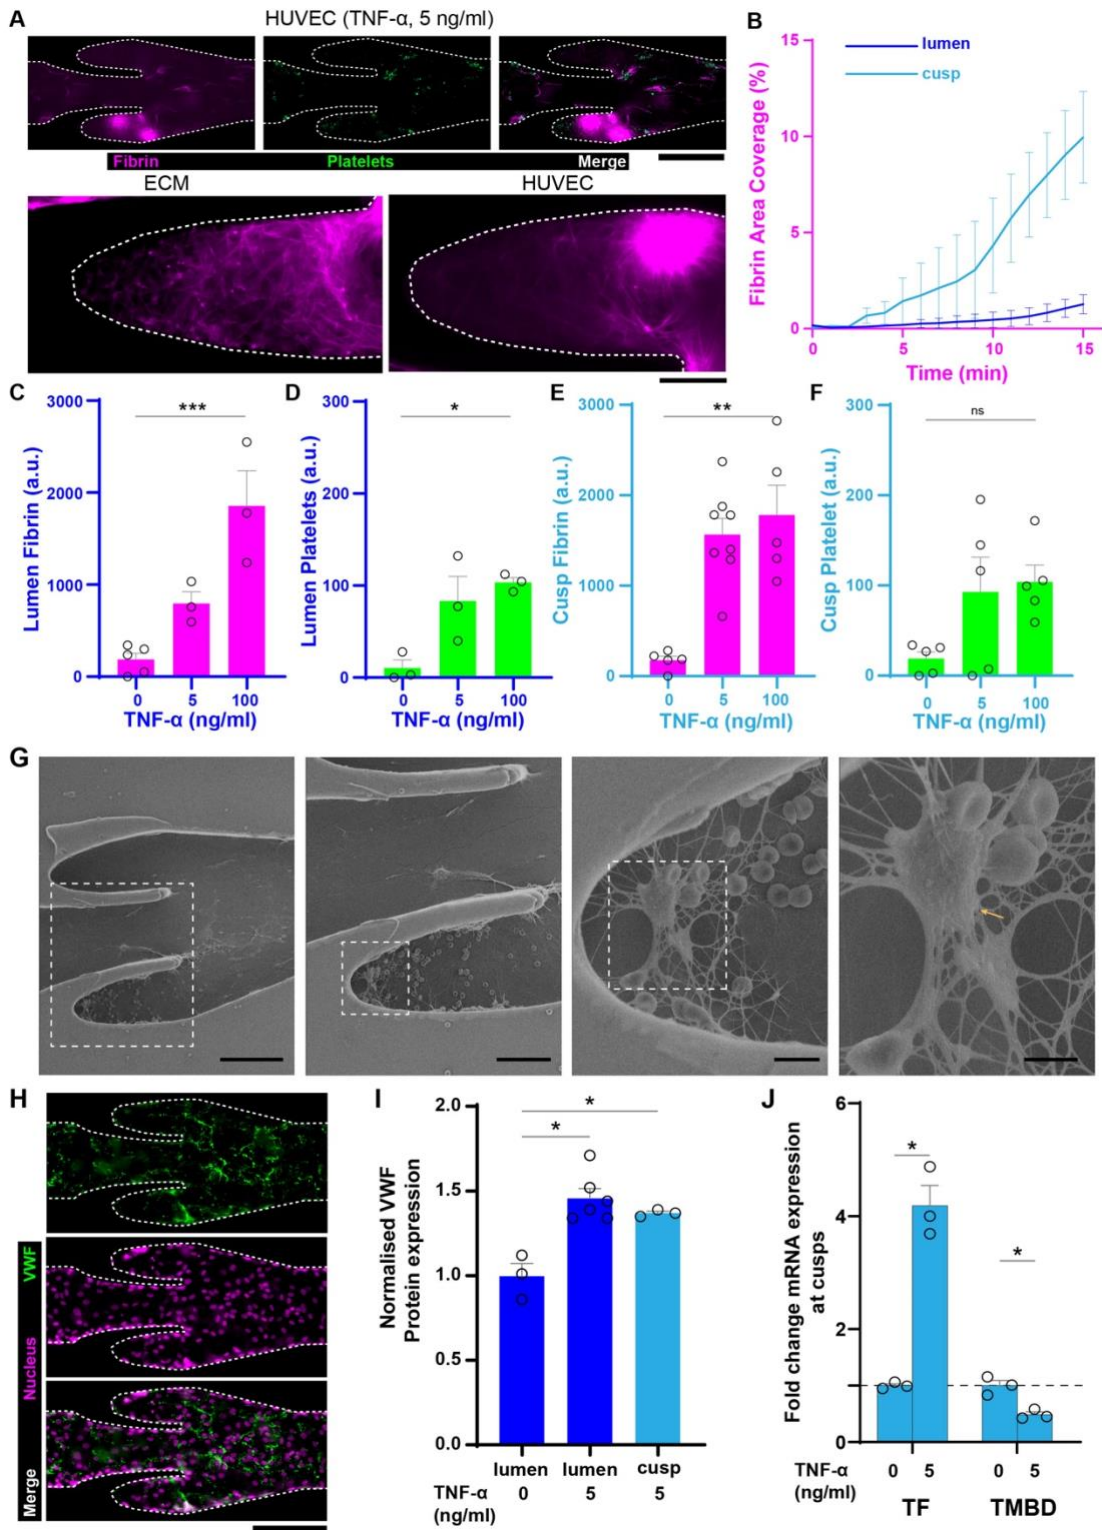 A
HUVEC (TNF-α, 5 ng/ml)
Fibrin
Platelets
Merge
ECM
HUVEC
B
lumen
cusp
Fibrin Area Coverage (%)
15
10
5
0
0
5
10
15
Time (min)
C
Lumen Fibrin (a.u.)
3000
2000
1000
0
***
0
5
100
TNF-α (ng/ml)
D
Lumen Platelets (a.u.)
300
200
100
0
*
0
5
100
TNF-α (ng/ml)
E
Cusp Fibrin (a.u.)
3000
2000
1000
0
**
0
5
100
TNF-α (ng/ml)
F
Cusp Platelet (a.u.)
300
200
100
0
ns
0
5
100
TNF-α (ng/ml)
G
H
VWF
Nucleus
Merge
I
Normalised VWF
Protein expression
2.0
1.5
1.0
0.5
0.0
*
*
lumen
lumen
cusp
TNF-α
(ng/ml)
0
5
5
J
Fold change mRNA expression
at cusps
6
4
2
0
*
*
TNF-α
(ng/ml)
0
5
0
5
TF
TMBD